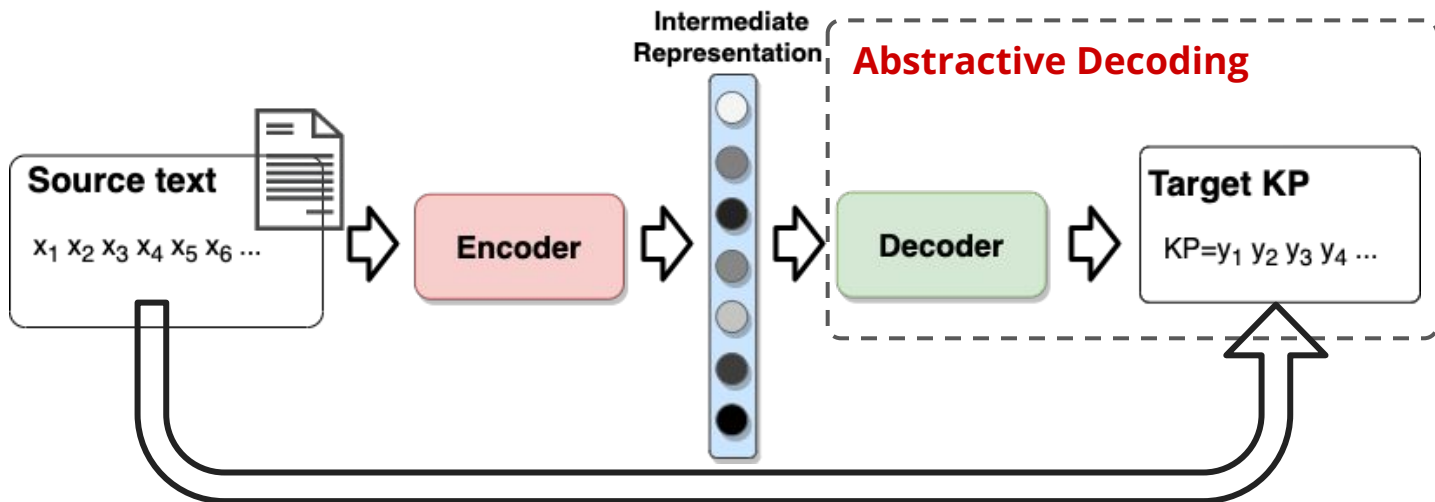 Intermediate
Representation
Abstractive Decoding
Source text
x₁ x₂ x₃ x₄ x₅ x₆ ...
Encoder
Decoder
Target KP
KP=y₁ y₂ y₃ y₄ ...